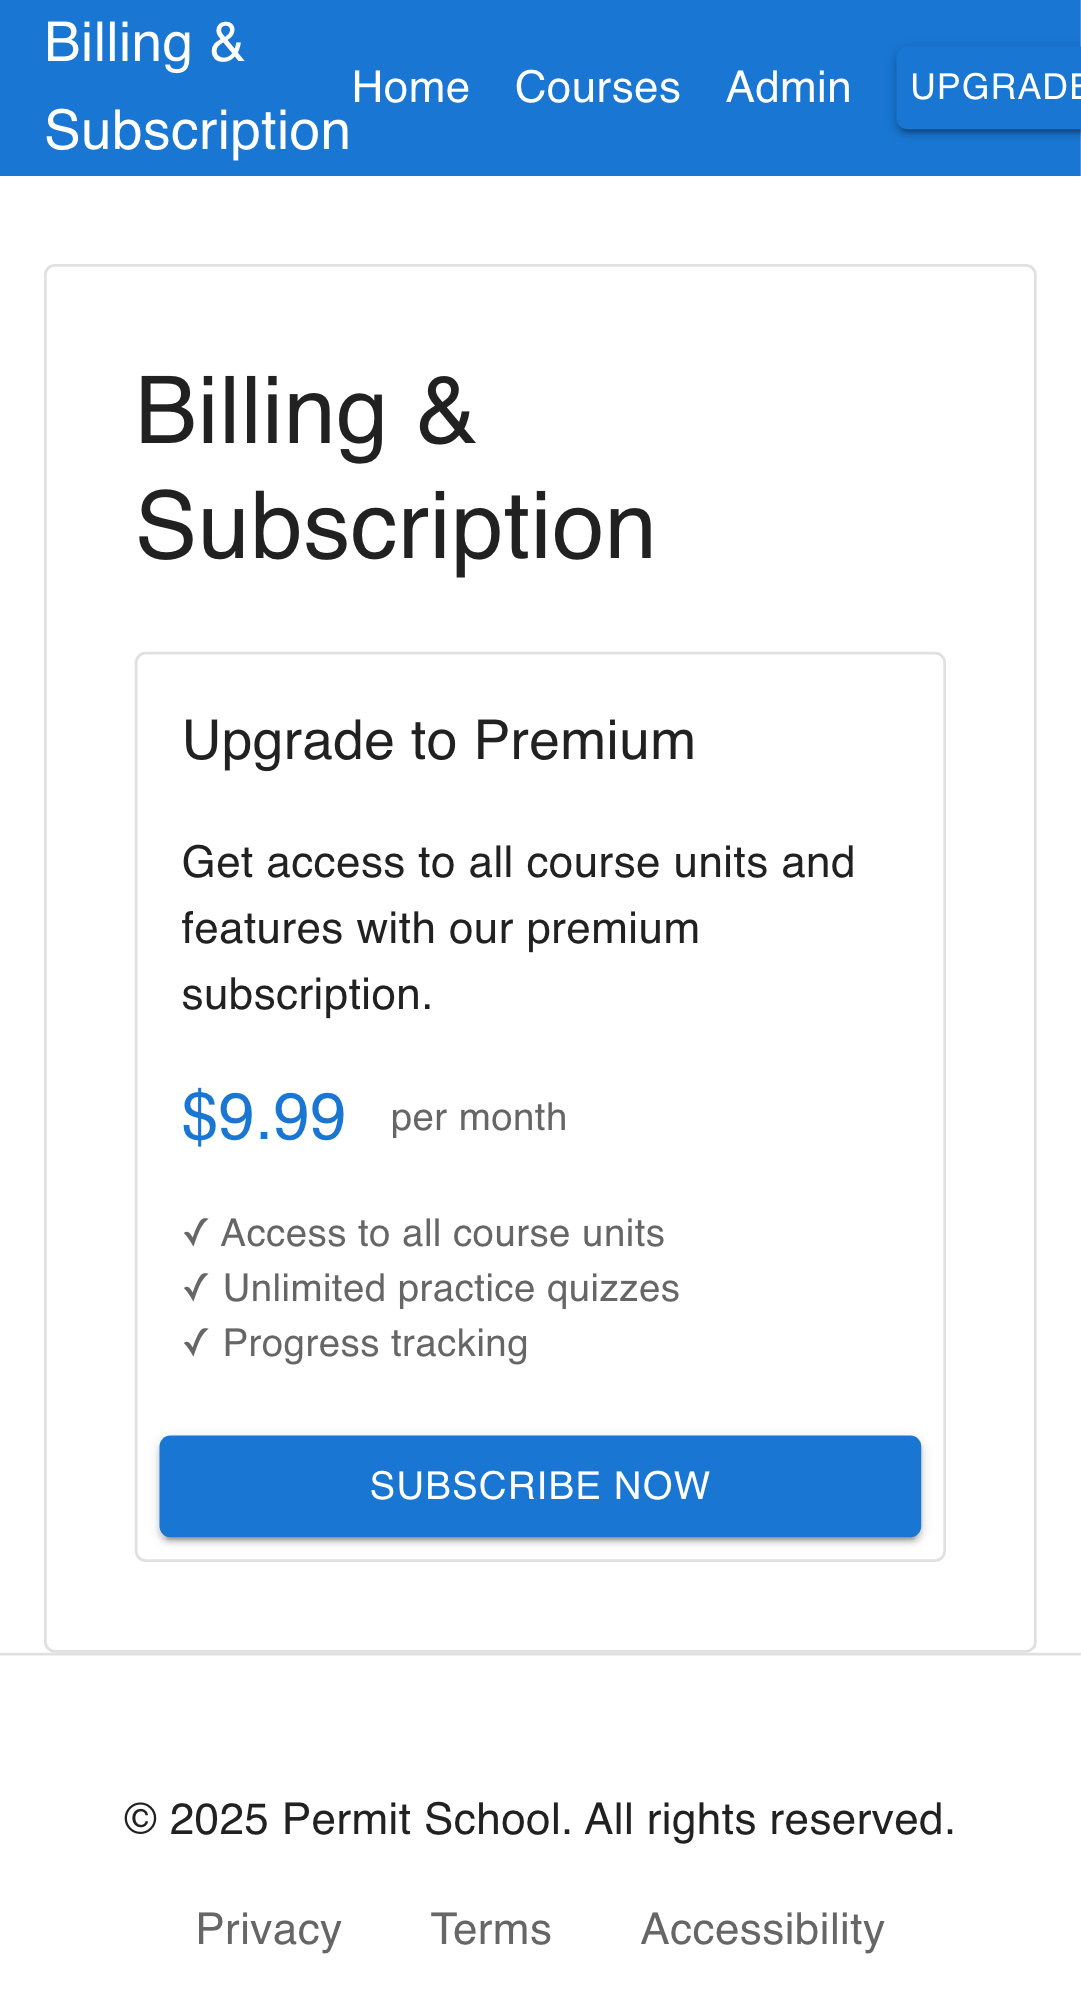 Billing &
Subscription
Home Courses Admin UPGRADE
Billing &
Subscription
Upgrade to Premium
Get access to all course units and
features with our premium
subscription.
$9.99 per month
✓ Access to all course units
✓ Unlimited practice quizzes
✓ Progress tracking
SUBSCRIBE NOW
© 2025 Permit School. All rights reserved.
Privacy Terms Accessibility